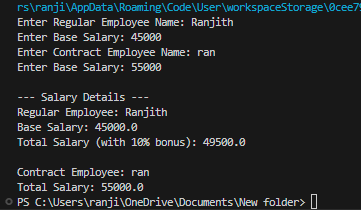 rs\ranji\AppData\Roaming\Code\User\workspaceStorage\0cee79
Enter Regular Employee Name: Ranjith
Enter Base Salary: 45000
Enter Contract Employee Name: ran
Enter Base Salary: 55000
--- Salary Details ---
Regular Employee: Ranjith
Base Salary: 45000.0
Total Salary (with 10% bonus): 49500.0
Contract Employee: ran
Total Salary: 55000.0
PS C:\Users\ranji\OneDrive\Documents\New folder>